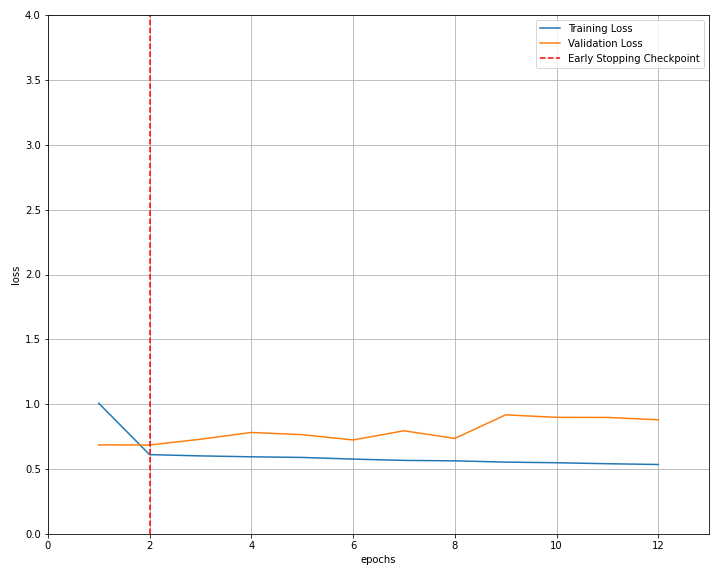 4.0
3.5
3.0
2.5
2.0
1.5
1.0
0.5
0.0
loss
Training Loss
Validation Loss
Early Stopping Checkpoint
0 2 4 6 8 10 12
epochs